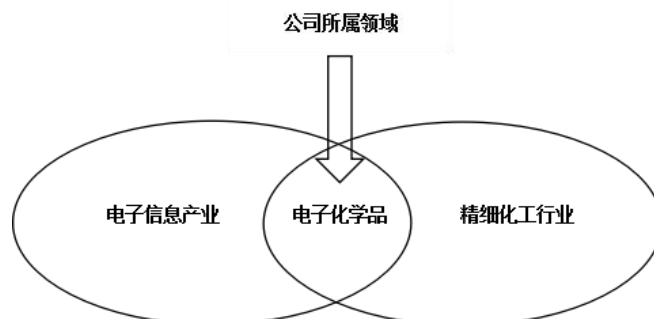 公司所属领域
电子信息产业
电子化学品
精细化工行业